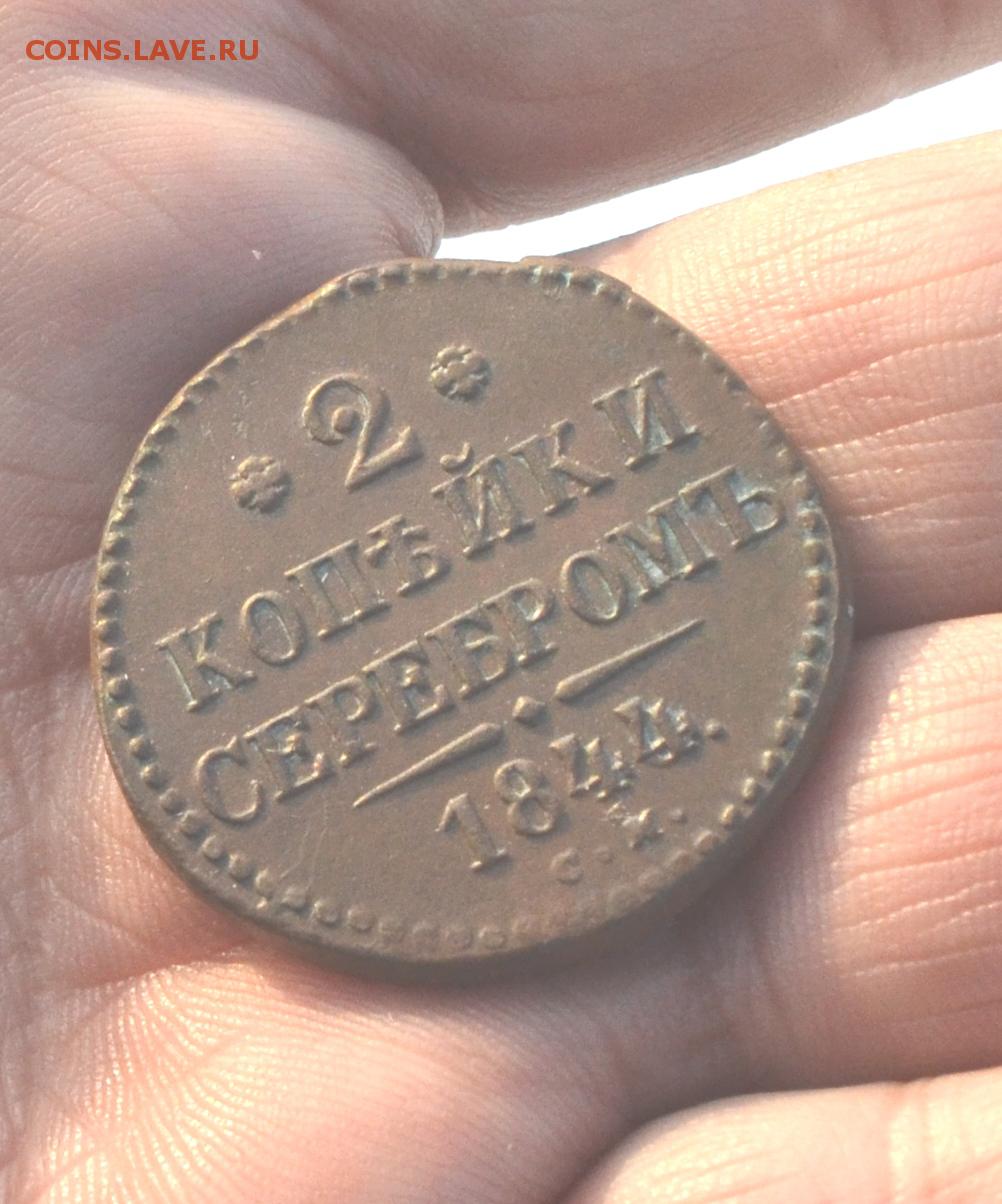 COINS.LAVE.RU
2
КОПѢЙКИ
СЕРЕБРОМЪ
1844.
С.М.